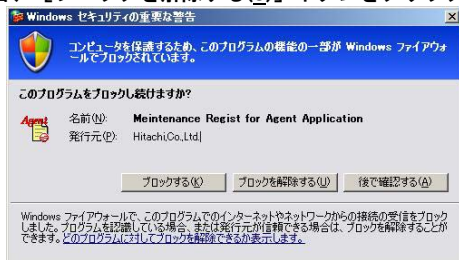 Windows セキュリティの重要な警告
コンピュータを保護するため、このプログラムの機能の一部が Windows ファイアウォ
ールでブロックされています。
このプログラムをブロックし続けますか?
Agent
名前(N): Meintenance Regist for Agent Application
発行元(P): Hitachi,Co.,Ltd
ブロックする(K) ブロックを解除する(U) 後で確認する(A)
Windows ファイアウォールで、このプログラムでのインターネットやネットワークからの接続の受信をブロック
しました。プログラムを認識している場合、または発行元が信頼できる場合は、ブロックを解除することが
できます。どのプログラムに対してブロックを解除できるか表示します。